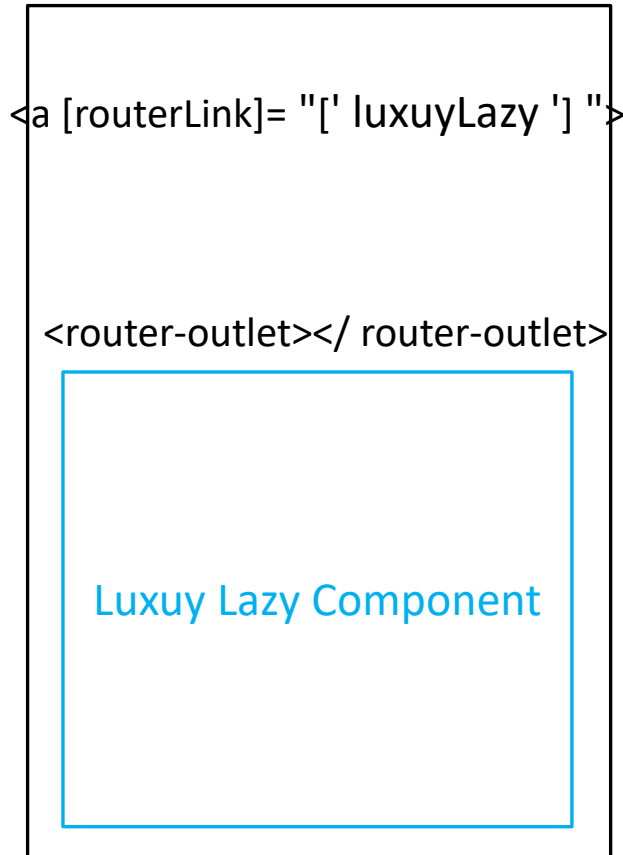 <a [routerLink]= "[' luxuyLazy '] ">
<router-outlet></ router-outlet>
Luxuy Lazy Component